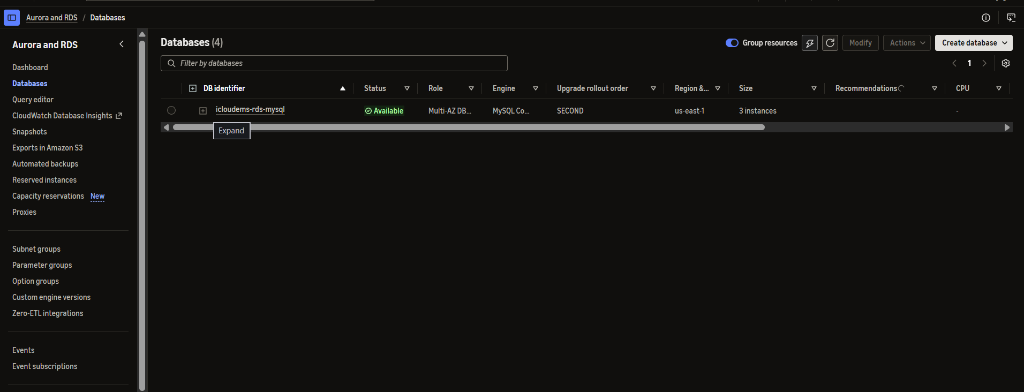 Aurora and RDS / Databases
Aurora and RDS
Dashboard
Databases
Query editor
CloudWatch Database Insights
Snapshots
Exports in Amazon S3
Automated backups
Reserved instances
Capacity reservations New
Proxies
Subnet groups
Parameter groups
Option groups
Custom engine versions
Zero-ETL integrations
Events
Event subscriptions
Databases (4)
Group resources
Modify
Actions
Create database
Filter by databases
1
DB identifier Status Role Engine Upgrade rollout order Region &... Size Recommendations CPU
icloudems-rds-mysql Available Multi-AZ DB... MySQL Co... SECOND us-east-1 3 instances -
Expand